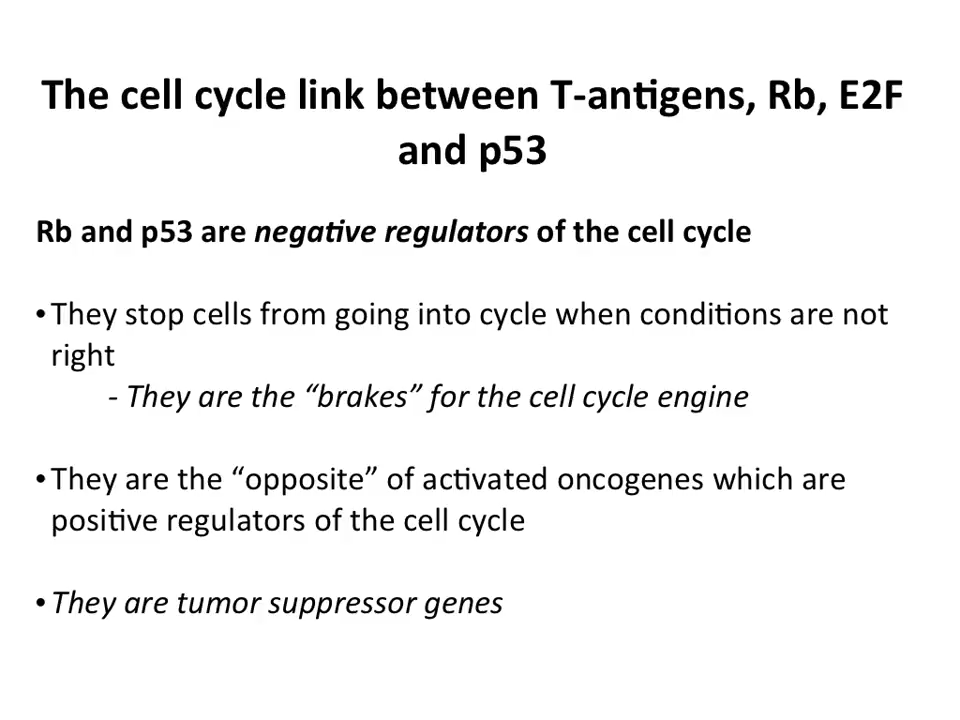 The cell cycle link between T-antigens, Rb, E2F
and p53
Rb and p53 are negative regulators of the cell cycle
•They stop cells from going into cycle when conditions are not
right
- They are the “brakes” for the cell cycle engine
•They are the “opposite” of activated oncogenes which are
positive regulators of the cell cycle
•They are tumor suppressor genes